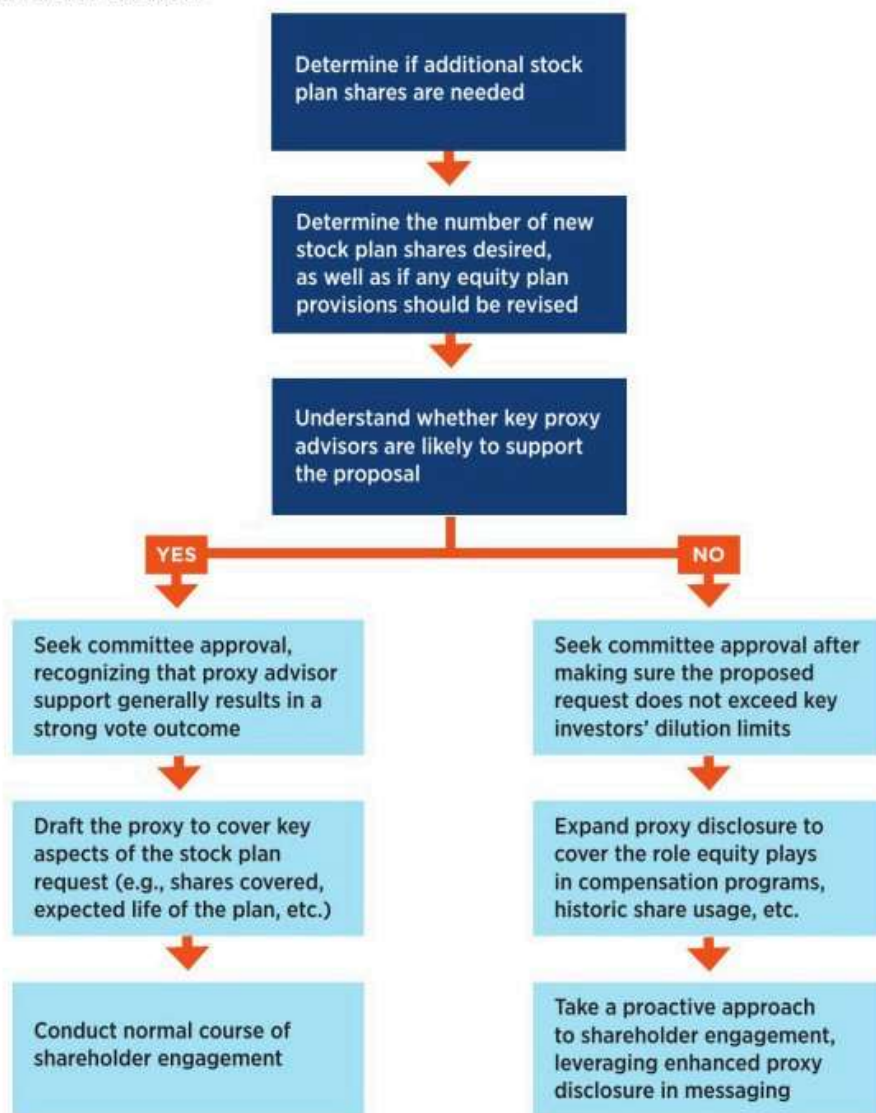 Determine if additional stock
plan shares are needed
Determine the number of new
stock plan shares desired,
as well as if any equity plan
provisions should be revised
Understand whether key proxy
advisors are likely to support
the proposal
YES
NO
Seek committee approval,
recognizing that proxy advisor
support generally results in a
strong vote outcome
Draft the proxy to cover key
aspects of the stock plan
request (e.g., shares covered,
expected life of the plan, etc.)
Conduct normal course of
shareholder engagement
Seek committee approval after
making sure the proposed
request does not exceed key
investors’ dilution limits
Expand proxy disclosure to
cover the role equity plays
in compensation programs,
historic share usage, etc.
Take a proactive approach
to shareholder engagement,
leveraging enhanced proxy
disclosure in messaging